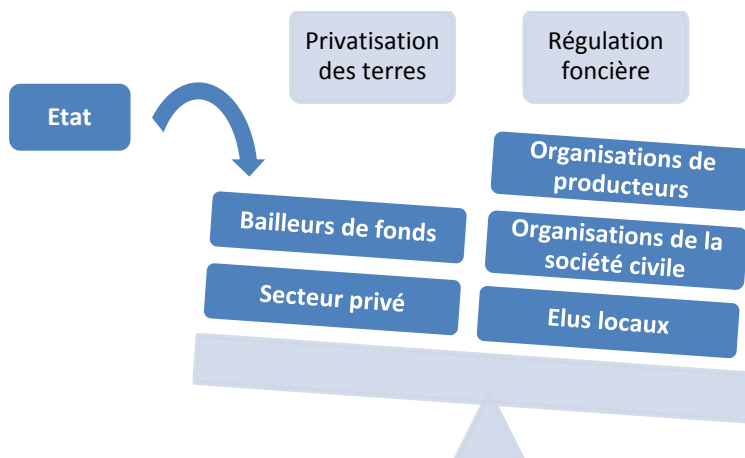 Privatisation
des terres
Régulation
foncière
Etat
Organisations de
producteurs
Bailleurs de fonds
Organisations de la
société civile
Secteur privé
Elus locaux